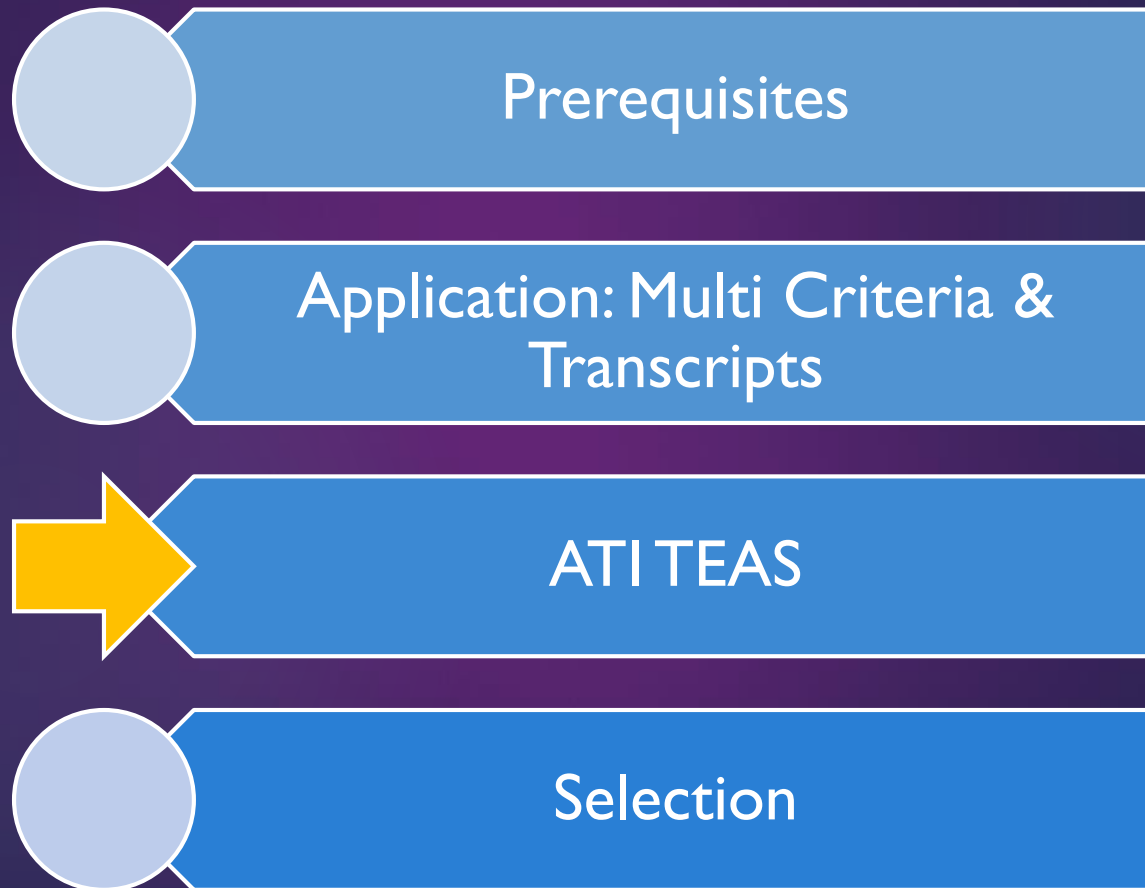 Prerequisites
Application: Multi Criteria &
Transcripts
ATI TEAS
Selection